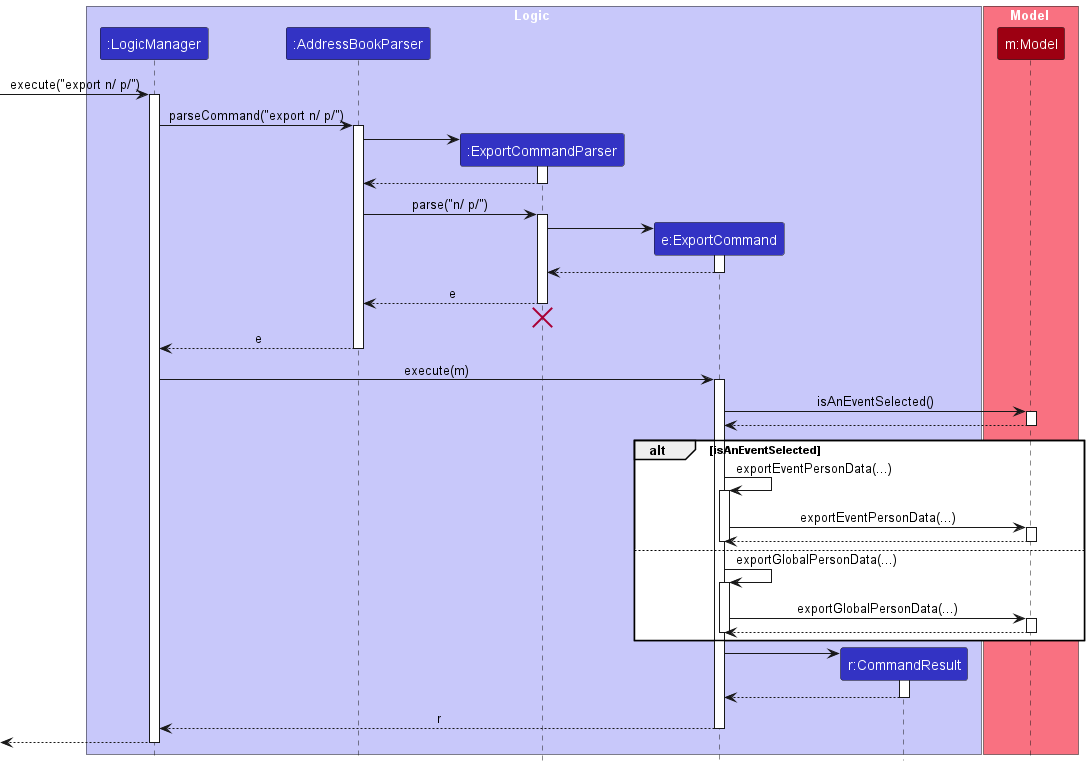 Logic
Model
:LogicManager
:AddressBookParser
m:Model
execute("export n/ p/")
parseCommand("export n/ p/")
:ExportCommandParser
parse("n/ p/")
e:ExportCommand
e
e
execute(m)
isAnEventSelected()
alt
[isAnEventSelected]
exportEventPersonData(...)
exportEventPersonData(...)
exportGlobalPersonData(...)
exportGlobalPersonData(...)
r:CommandResult
r